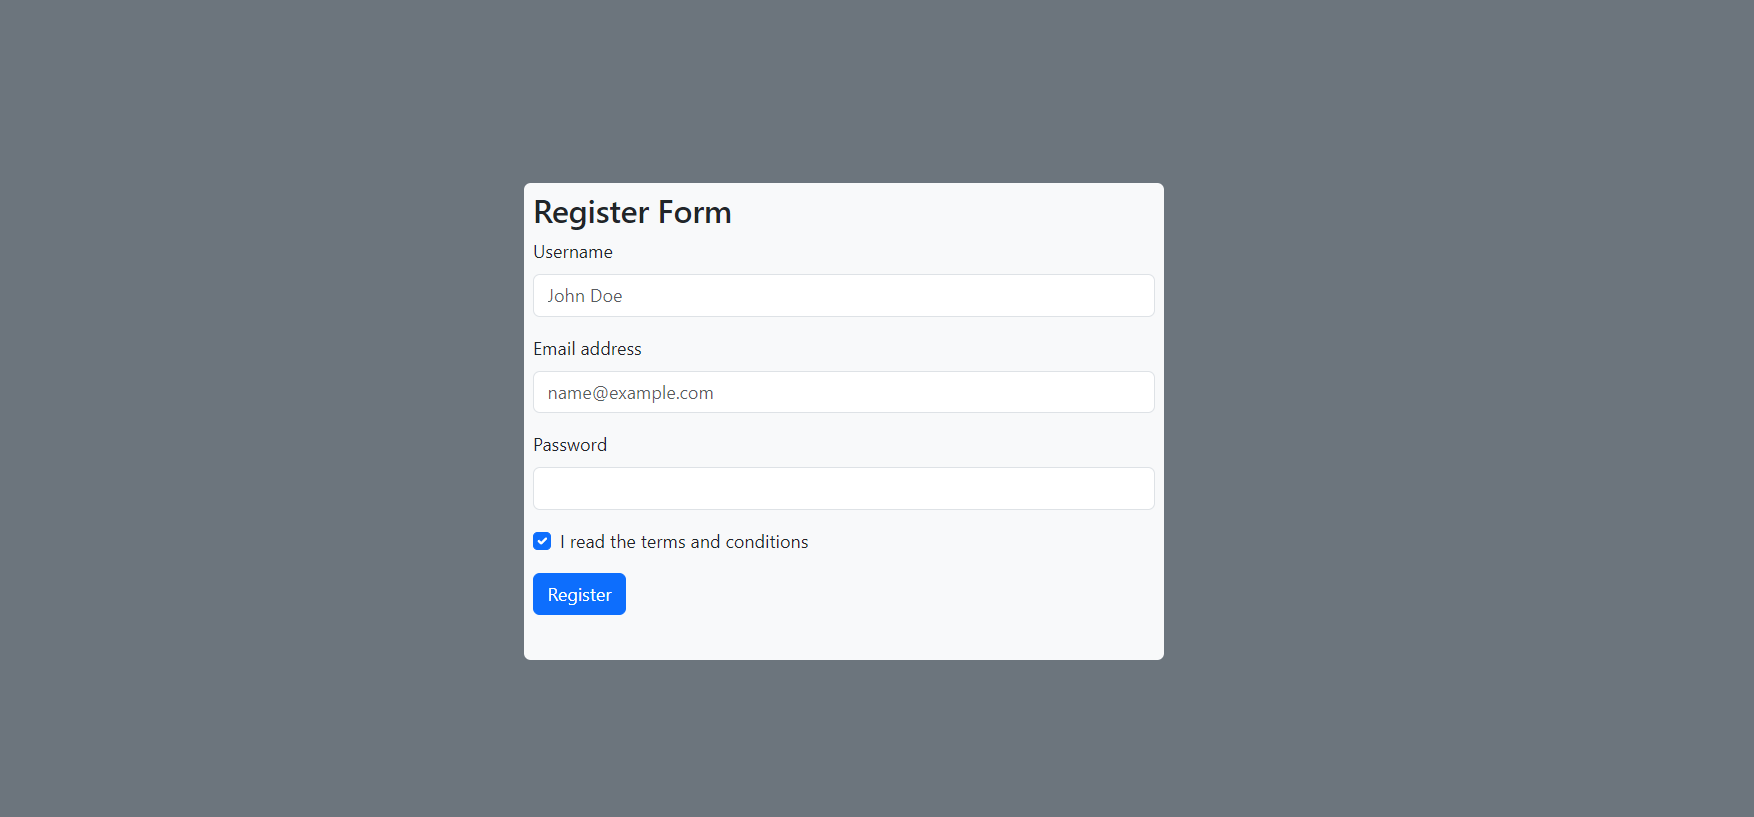 Register Form
Username
John Doe
Email address
name@example.com
Password
I read the terms and conditions
Register